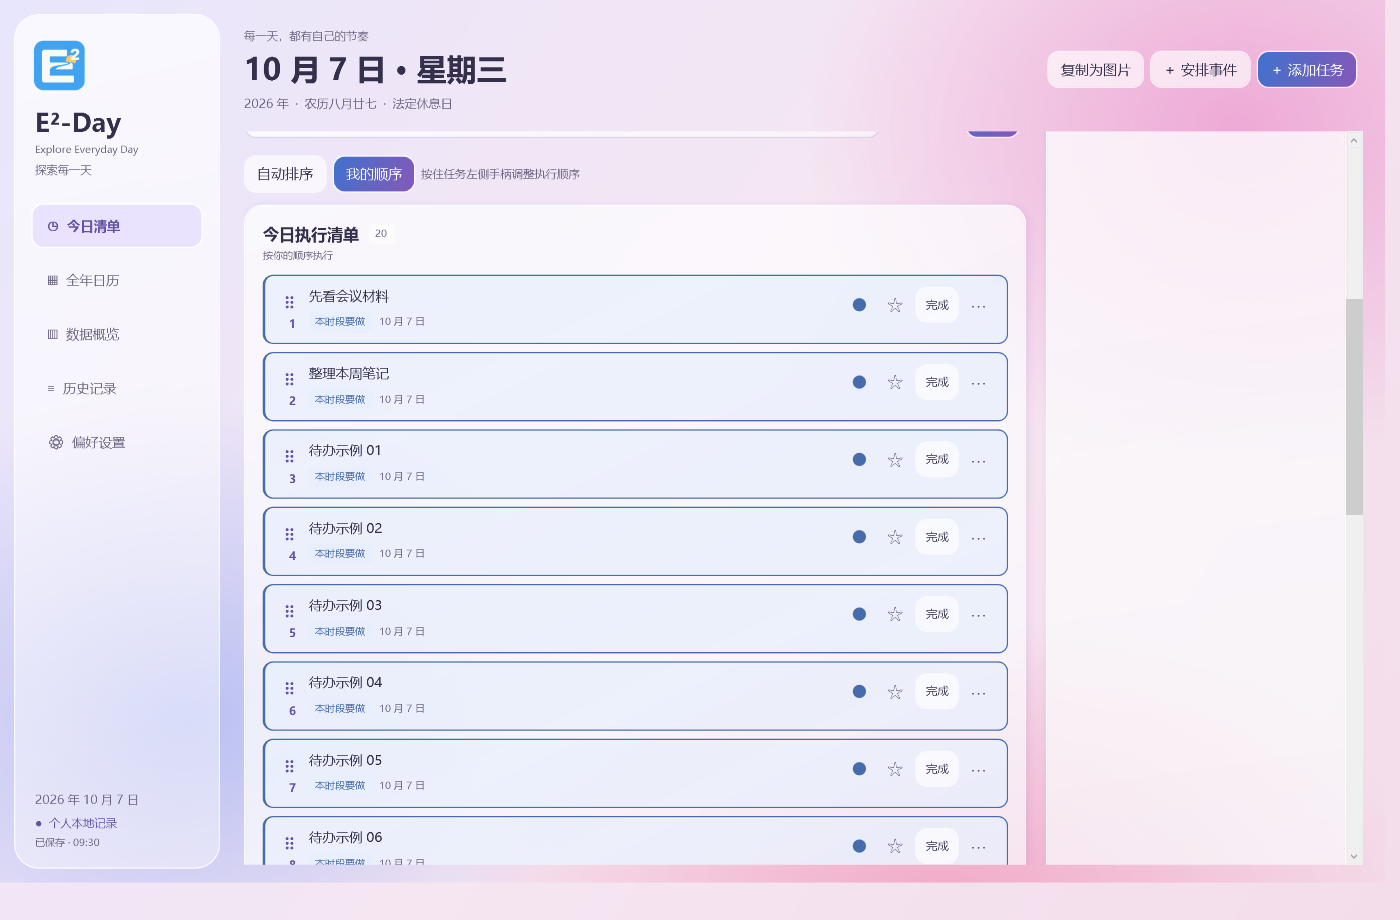 E²
E²-Day
Explore Everyday Day
探索每一天
今日清单
全年日历
数据概览
历史记录
偏好设置
2026 年 10 月 7 日
个人本地记录
已保存 · 09:30
每一天，都有自己的节奏
10 月 7 日 • 星期三
2026 年 · 农历八月廿七 · 法定休息日
复制为图片
+ 安排事件
+ 添加任务
自动排序
我的顺序
按住任务左侧手柄调整执行顺序
今日执行清单 20
按你的顺序执行
先看会议材料
1 本时段要做 10 月 7 日
完成 ...
整理本周笔记
2 本时段要做 10 月 7 日
完成 ...
待办示例 01
3 本时段要做 10 月 7 日
完成 ...
待办示例 02
4 本时段要做 10 月 7 日
完成 ...
待办示例 03
5 本时段要做 10 月 7 日
完成 ...
待办示例 04
6 本时段要做 10 月 7 日
完成 ...
待办示例 05
7 本时段要做 10 月 7 日
完成 ...
待办示例 06
8 本时段要做 10 月 7 日
完成 ...